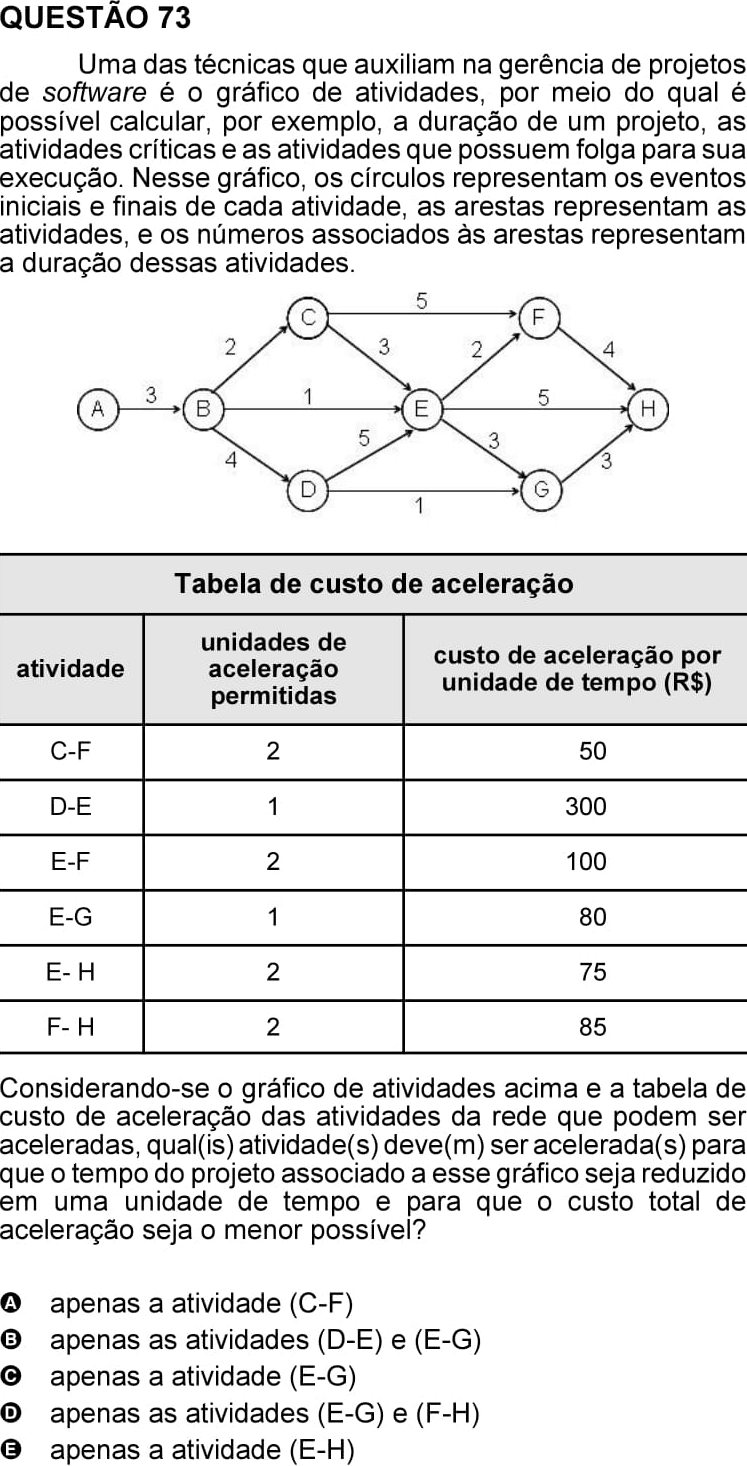 QUESTÃO 73
Uma das técnicas que auxiliam na gerência de projetos
de software é o gráfico de atividades, por meio do qual é
possível calcular, por exemplo, a duração de um projeto, as
atividades críticas e as atividades que possuem folga para sua
execução. Nesse gráfico, os círculos representam os eventos
iniciais e finais de cada atividade, as arestas representam as
atividades, e os números associados às arestas representam
a duração dessas atividades.
5
C F
2 3 2 4
3 1 5
A B E H
5 3
4 3
D G
1
Tabela de custo de aceleração
atividade unidades de aceleração permitidas custo de aceleração por unidade de tempo (R$)
C-F 2 50
D-E 1 300
E-F 2 100
E-G 1 80
E- H 2 75
F- H 2 85
Considerando-se o gráfico de atividades acima e a tabela de
custo de aceleração das atividades da rede que podem ser
aceleradas, qual(is) atividade(s) deve(m) ser acelerada(s) para
que o tempo do projeto associado a esse gráfico seja reduzido
em uma unidade de tempo e para que o custo total de
aceleração seja o menor possível?
A apenas a atividade (C-F)
B apenas as atividades (D-E) e (E-G)
C apenas a atividade (E-G)
D apenas as atividades (E-G) e (F-H)
E apenas a atividade (E-H)